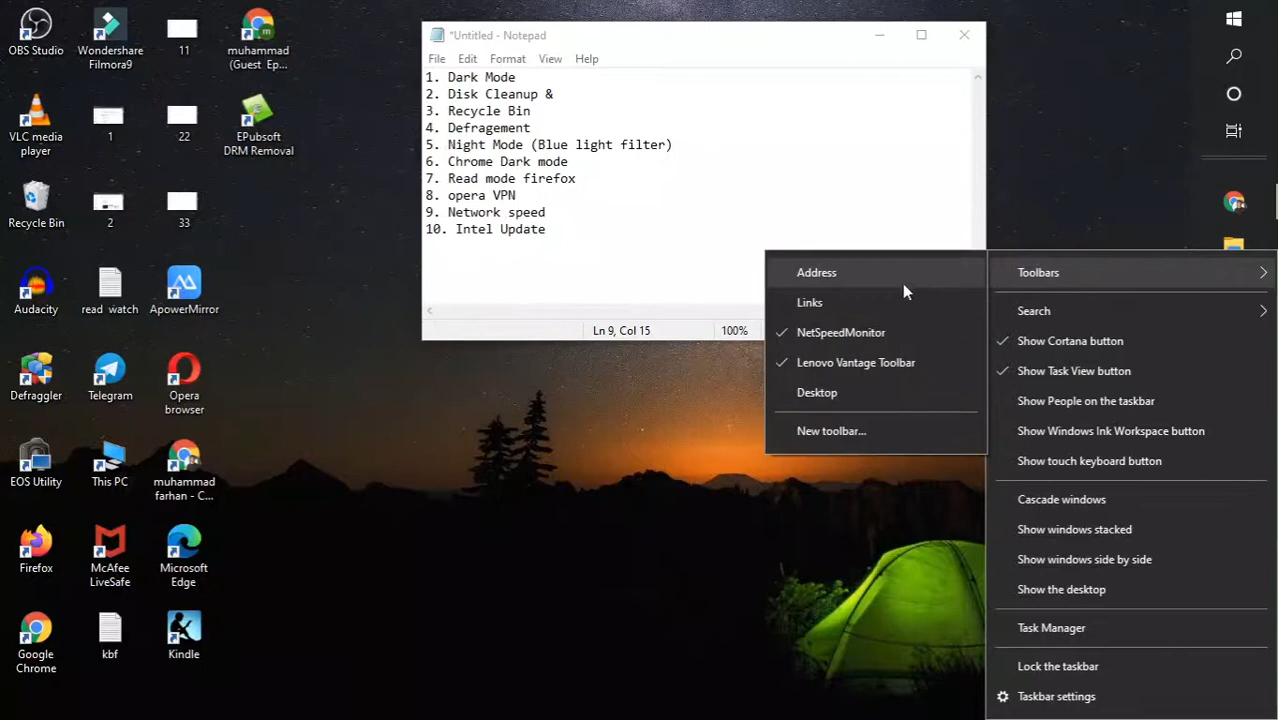 OBS Studio
Wondershare
Filmora9
11
muhammad
(Guest Ep...
VLC media
player
1
22
EPubsoft
DRM Removal
Recycle Bin
2
33
Audacity
read watch
ApowerMirror
Defraggler
Telegram
Opera
browser
EOS Utility
This PC
muhammad
farhan - C...
Firefox
McAfee
LiveSafe
Microsoft
Edge
Google
Chrome
kbf
Kindle
*Untitled - Notepad
File Edit Format View Help
1. Dark Mode
2. Disk Cleanup &
3. Recycle Bin
4. Defragement
5. Night Mode (Blue light filter)
6. Chrome Dark mode
7. Read mode firefox
8. opera VPN
9. Network speed
10. Intel Update
Ln 9, Col 15 100%
Address
Links
NetSpeedMonitor
Lenovo Vantage Toolbar
Desktop
New toolbar...
Toolbars
Search
Show Cortana button
Show Task View button
Show People on the taskbar
Show Windows Ink Workspace button
Show touch keyboard button
Cascade windows
Show windows stacked
Show windows side by side
Show the desktop
Task Manager
Lock the taskbar
Taskbar settings